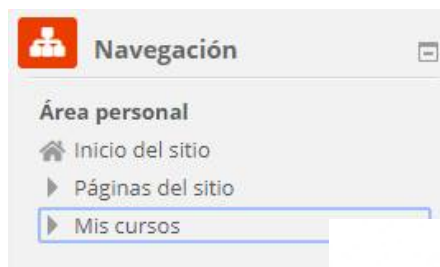 Navegación
Área personal
Inicio del sitio
Páginas del sitio
Mis cursos